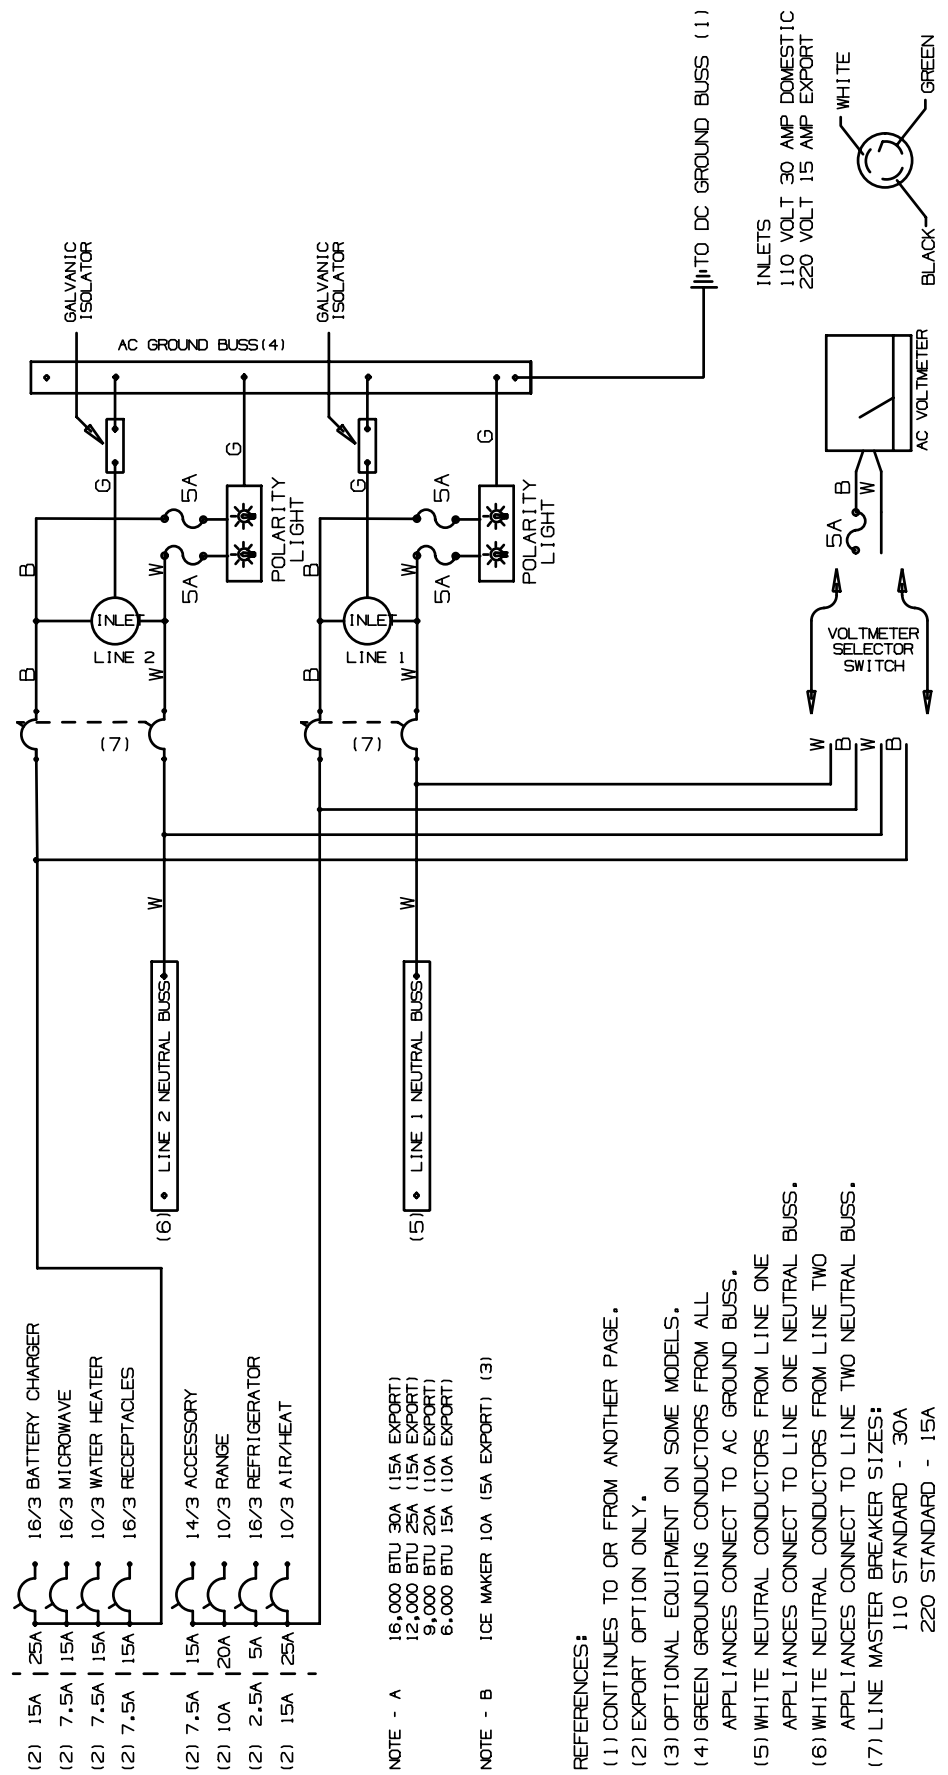 (2) 15A 25A 16/3 BATTERY CHARGER
(2) 7.5A 15A 16/3 MICROWAVE
(2) 7.5A 15A 10/3 WATER HEATER
(2) 7.5A 15A 16/3 RECEPTACLES
(2) 7.5A 15A 14/3 ACCESSORY
(2) 10A 20A 10/3 RANGE
(2) 2.5A 5A 16/3 REFRIGERATOR
(2) 15A 25A 10/3 AIR/HEAT
NOTE - A 16,000 BTU 30A (15A EXPORT)
12,000 BTU 25A (15A EXPORT)
9,000 BTU 20A (10A EXPORT)
6,000 BTU 15A (10A EXPORT)
NOTE - B ICE MAKER 10A (5A EXPORT) (3)
REFERENCES:
(1) CONTINUES TO OR FROM ANOTHER PAGE.
(2) EXPORT OPTION ONLY.
(3) OPTIONAL EQUIPMENT ON SOME MODELS.
(4) GREEN GROUNDING CONDUCTORS FROM ALL
APPLIANCES CONNECT TO AC GROUND BUSS.
(5) WHITE NEUTRAL CONDUCTORS FROM LINE ONE
APPLIANCES CONNECT TO LINE ONE NEUTRAL BUSS.
(6) WHITE NEUTRAL CONDUCTORS FROM LINE TWO
APPLIANCES CONNECT TO LINE TWO NEUTRAL BUSS.
(7) LINE MASTER BREAKER SIZES:
110 STANDARD - 30A
220 STANDARD - 15A
(6)
LINE 2 NEUTRAL BUSS
W
(5)
LINE 1 NEUTRAL BUSS
W
(7)
(7)
B
W
B
W
LINE 2
INLET
LINE 1
INLET
B
W
B
W
G
G
5A
5A
POLARITY
LIGHT
G
5A
5A
POLARITY
LIGHT
G
GALVANIC
ISOLATOR
GALVANIC
ISOLATOR
AC GROUND BUSS(4)
TO DC GROUND BUSS (1)
W
B
W
B
VOLTMETER
SELECTOR
SWITCH
5A
B
W
AC VOLTMETER
INLETS
110 VOLT 30 AMP DOMESTIC
220 VOLT 15 AMP EXPORT
WHITE
BLACK
GREEN